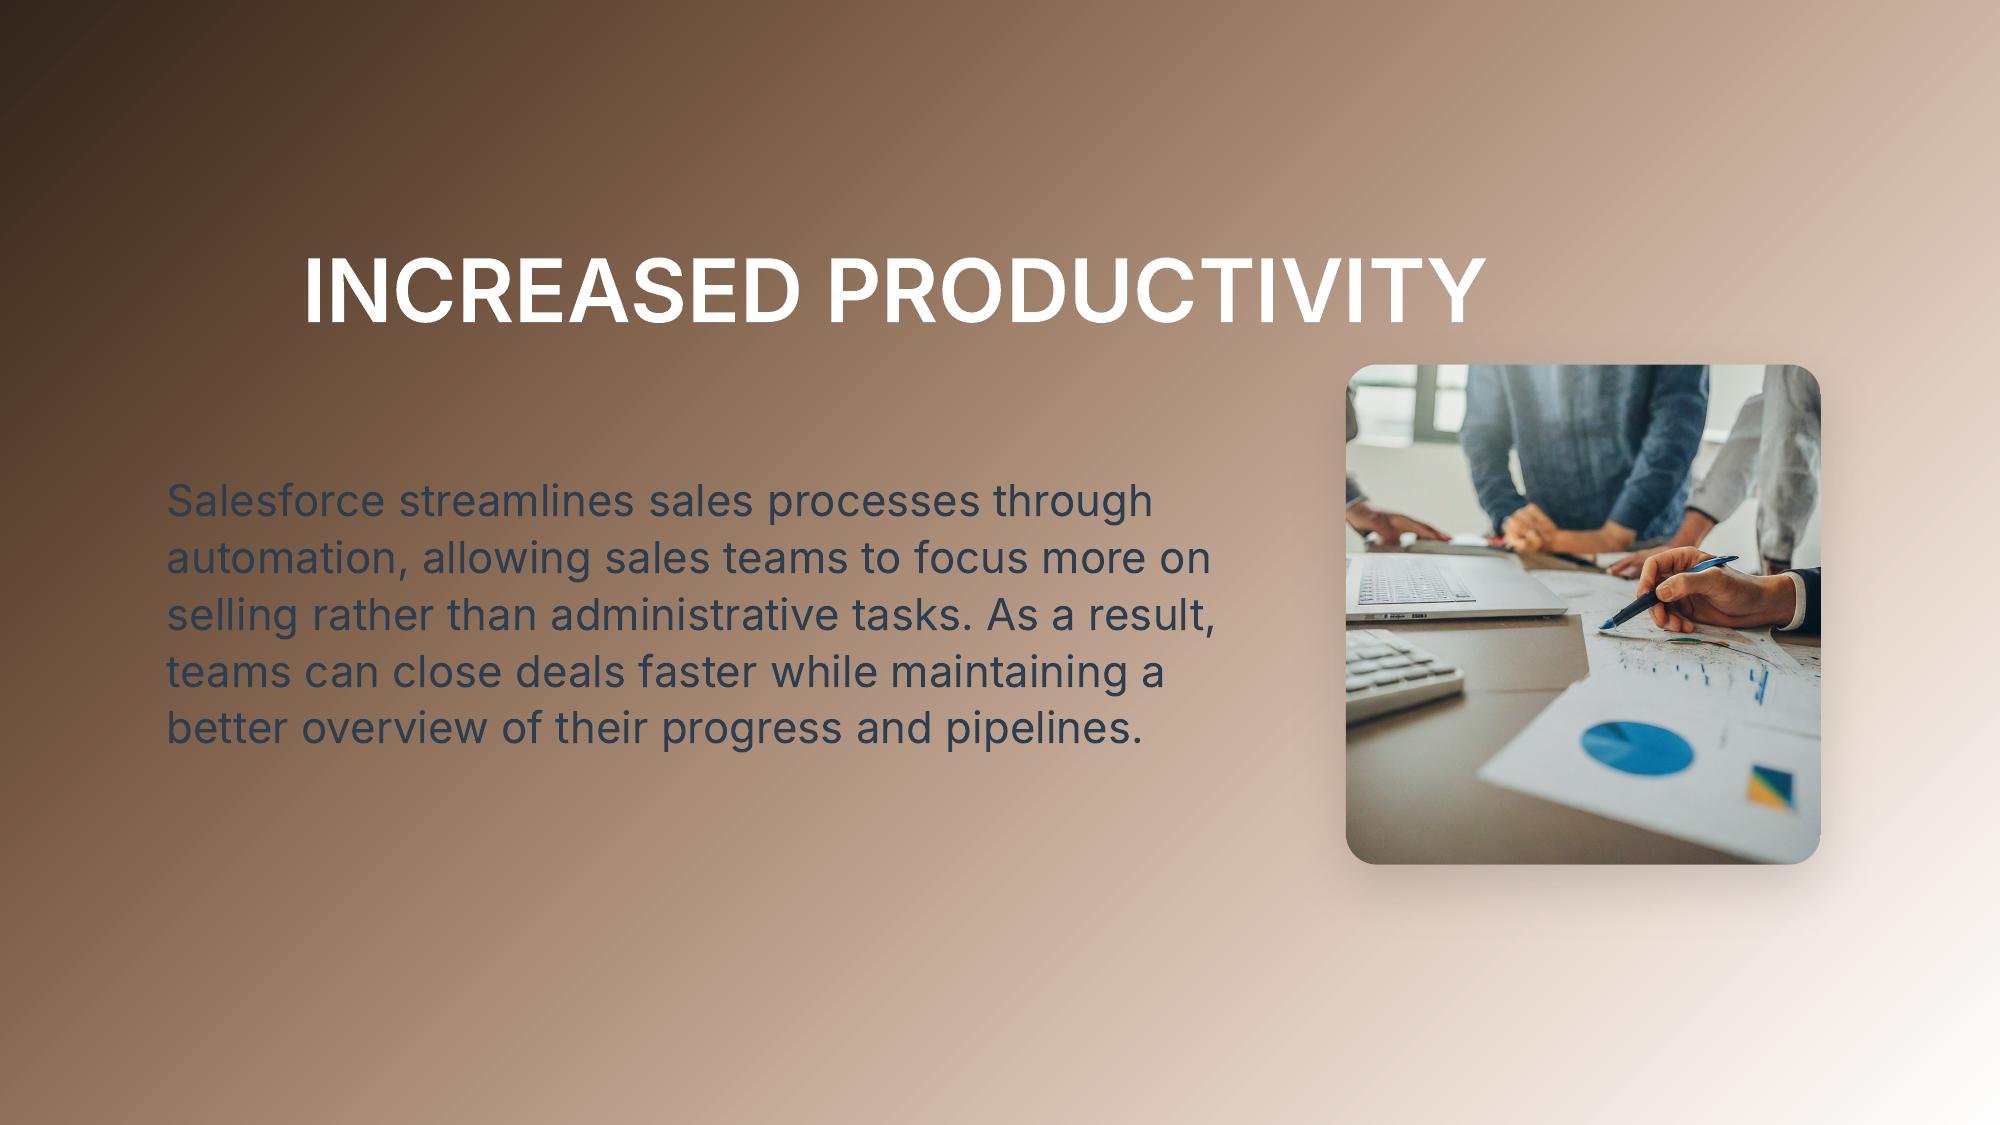 INCREASED PRODUCTIVITY
Salesforce streamlines sales processes through
automation, allowing sales teams to focus more on
selling rather than administrative tasks. As a result,
teams can close deals faster while maintaining a
better overview of their progress and pipelines.